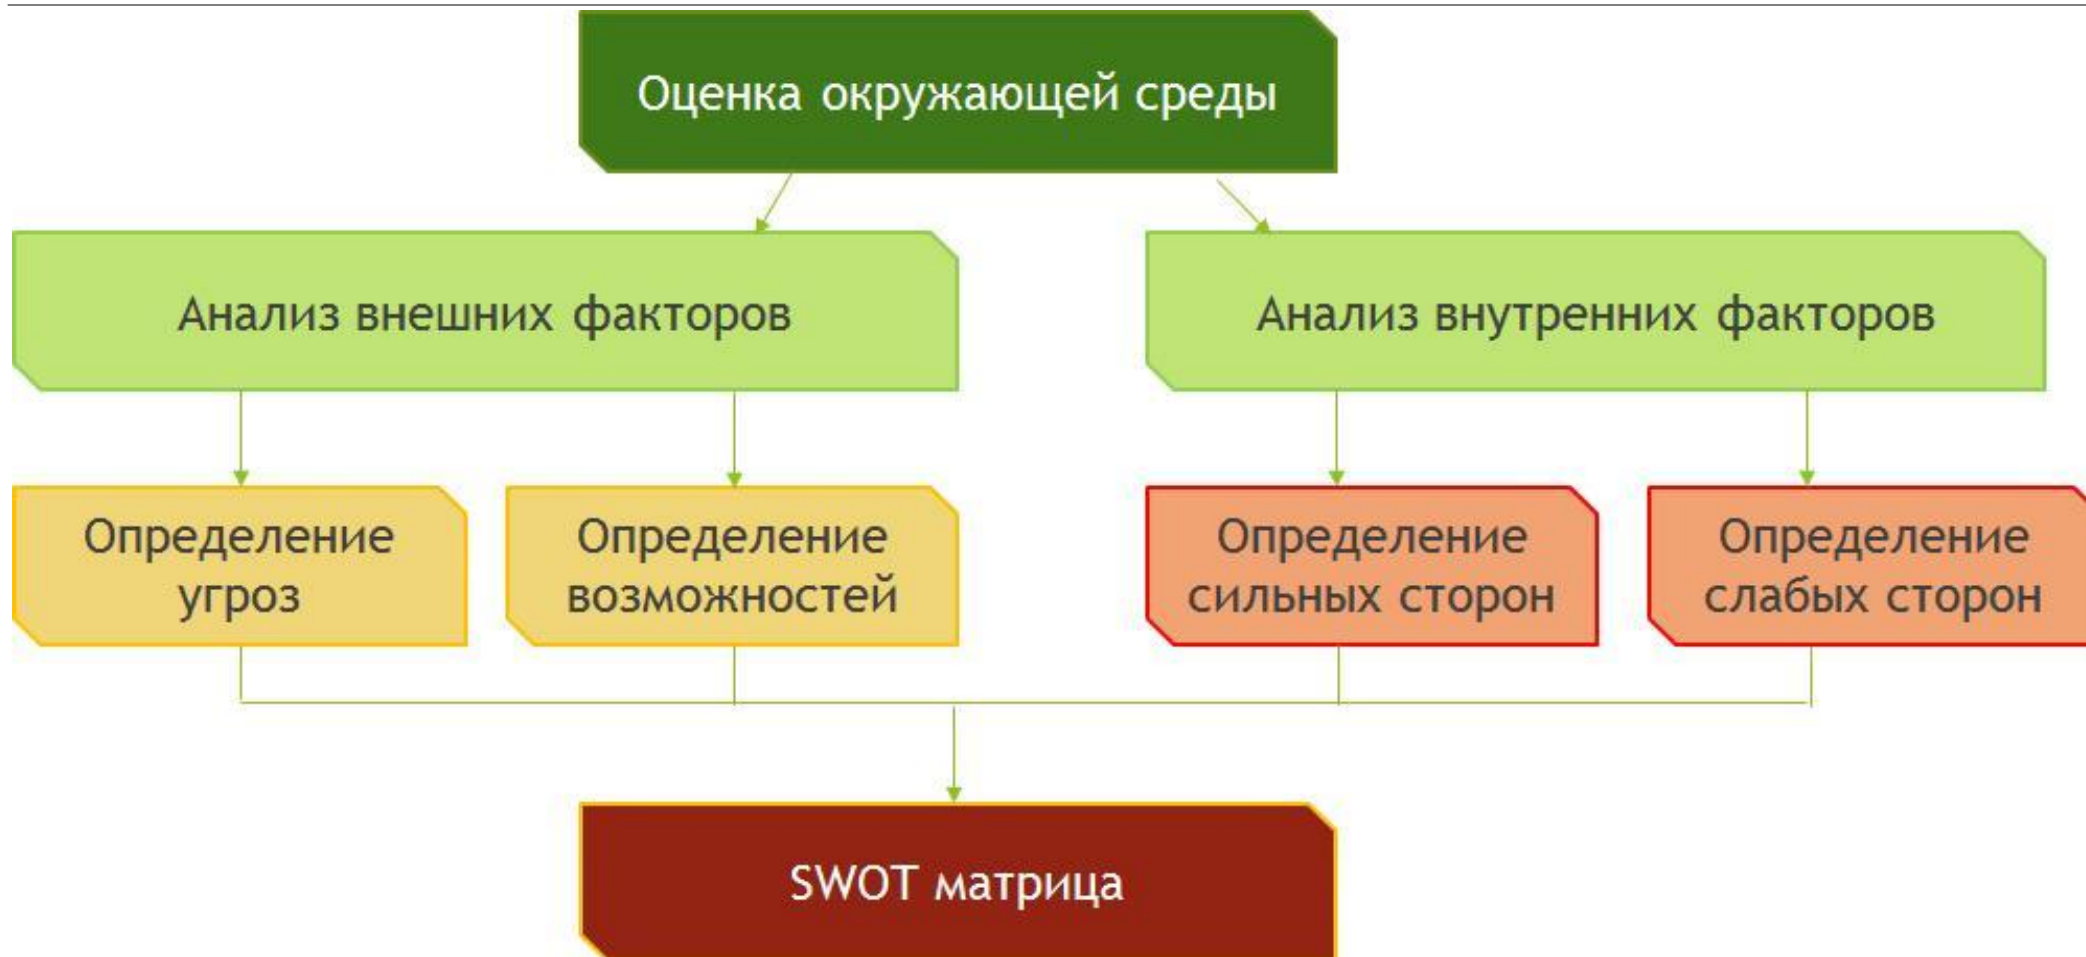 Оценка окружающей среды
Анализ внешних факторов
Анализ внутренних факторов
Определение
угроз
Определение
возможностей
Определение
сильных сторон
Определение
слабых сторон
SWOT матрица